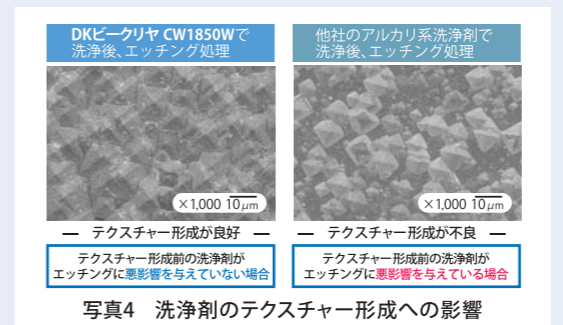 DKビークリヤ CW1850Wで
洗浄後、エッチング処理
他社のアルカリ系洗浄剤で
洗浄後、エッチング処理
×1,000 10μm
×1,000 10μm
― テクスチャー形成が良好 ―
― テクスチャー形成が不良 ―
テクスチャー形成前の洗浄剤が
エッチングに悪影響を与えていない場合
テクスチャー形成前の洗浄剤が
エッチングに悪影響を与えている場合
写真4 洗浄剤のテクスチャー形成への影響